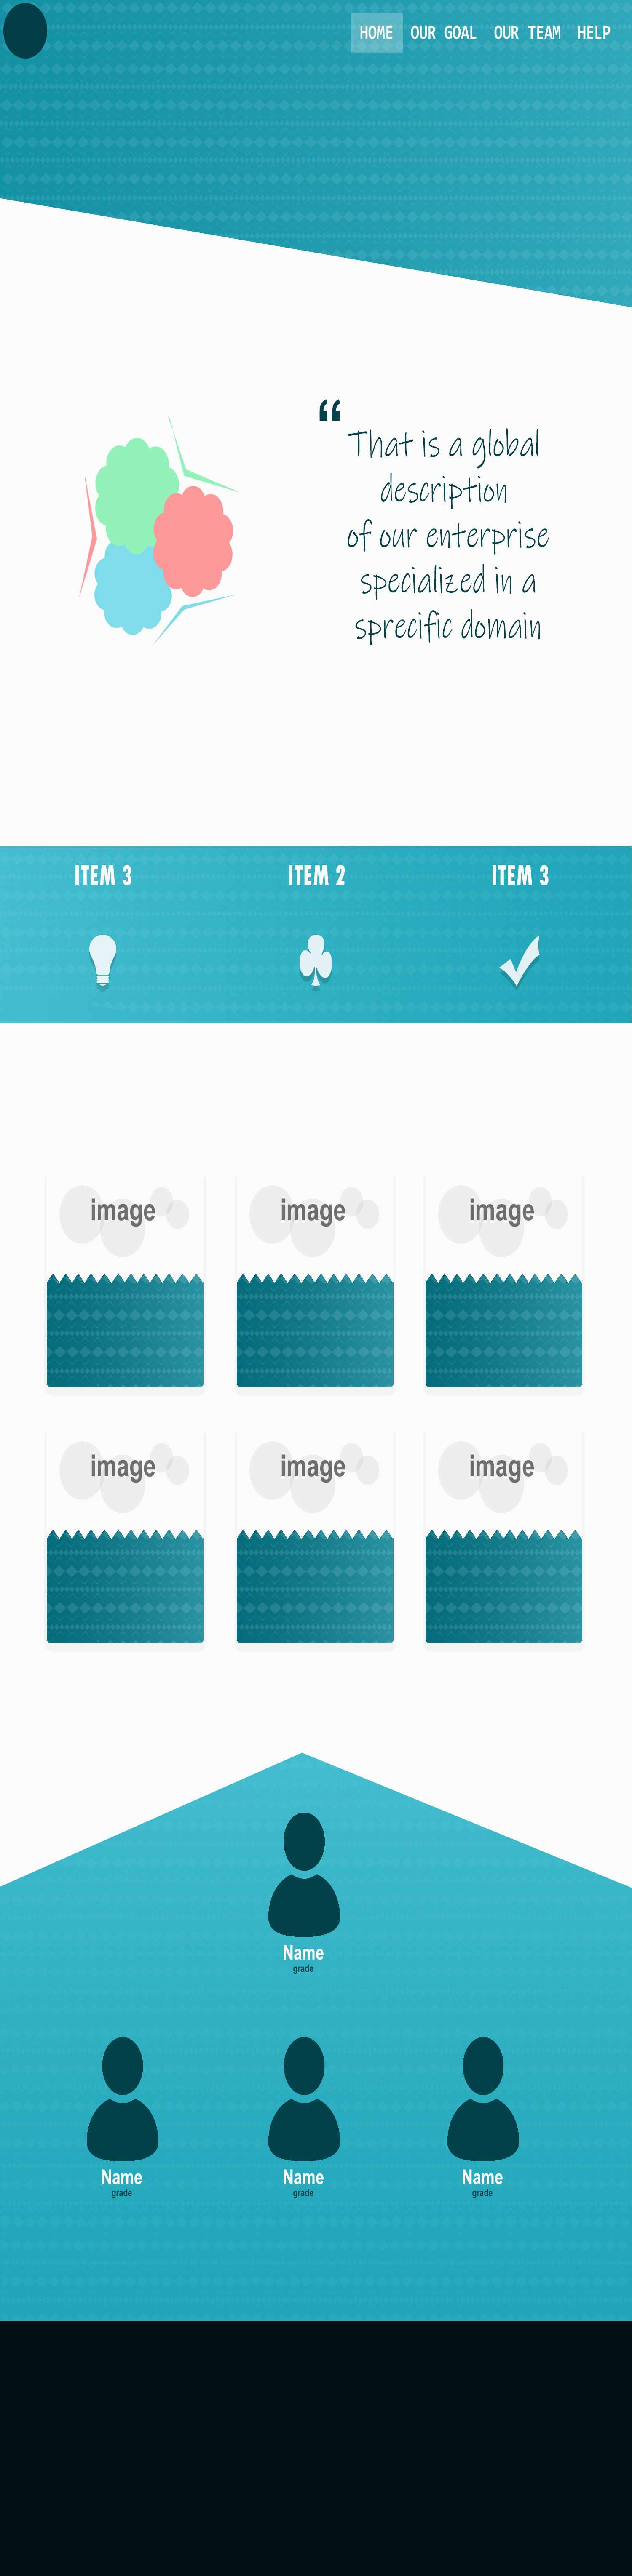 HOME OUR GOAL OUR TEAM HELP
“
That is a global
description
of our enterprise
specialized in a
sprecific domain
ITEM 3 ITEM 2 ITEM 3
image image image
image image image
Name
grade
Name Name Name
grade grade grade